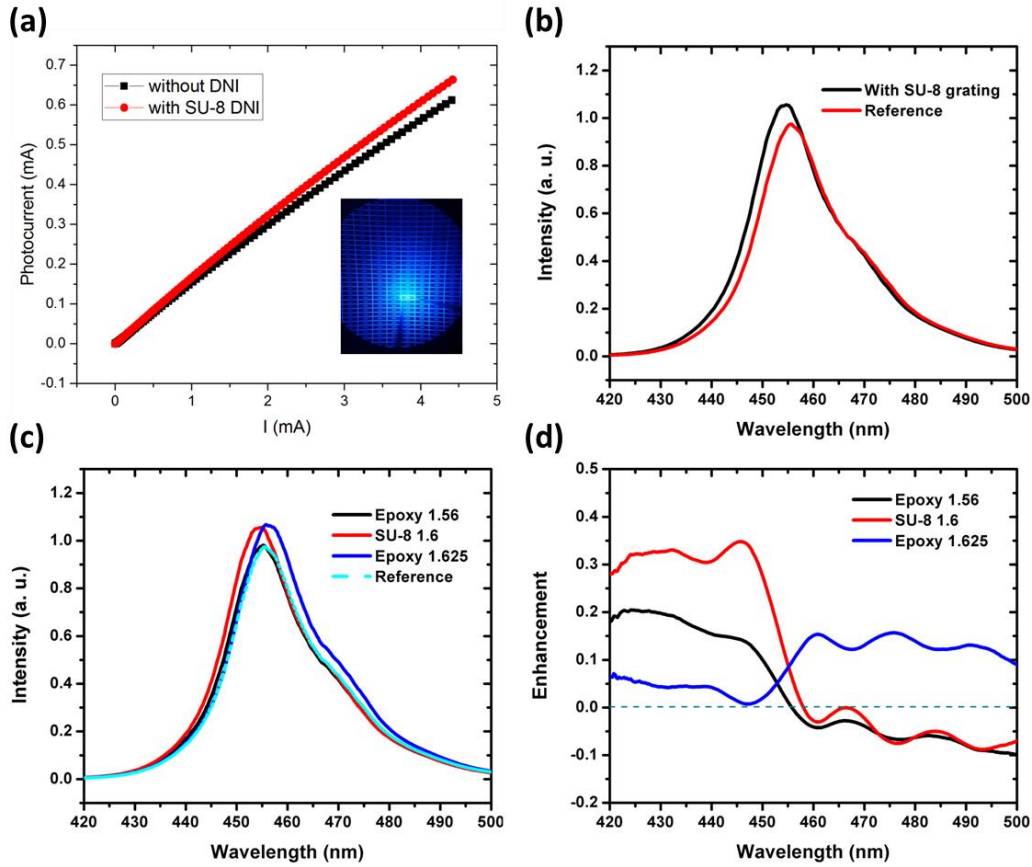 (a)
0.7
0.6
0.5
0.4
0.3
0.2
0.1
0.0
-0.1
Photocurrent (mA)
without DNI
with SU-8 DNI
0 1 2 3 4 5
I (mA)
(b)
1.2
1.0
0.8
0.6
0.4
0.2
0.0
Intensity (a. u.)
With SU-8 grating
Reference
420 430 440 450 460 470 480 490 500
Wavelength (nm)
(c)
1.2
1.0
0.8
0.6
0.4
0.2
0.0
Intensity (a. u.)
Epoxy 1.56
SU-8 1.6
Epoxy 1.625
Reference
420 430 440 450 460 470 480 490 500
Wavelength (nm)
(d)
0.5
0.4
0.3
0.2
0.1
0.0
-0.1
-0.2
Enhancement
Epoxy 1.56
SU-8 1.6
Epoxy 1.625
420 430 440 450 460 470 480 490 500
Wavelength (nm)